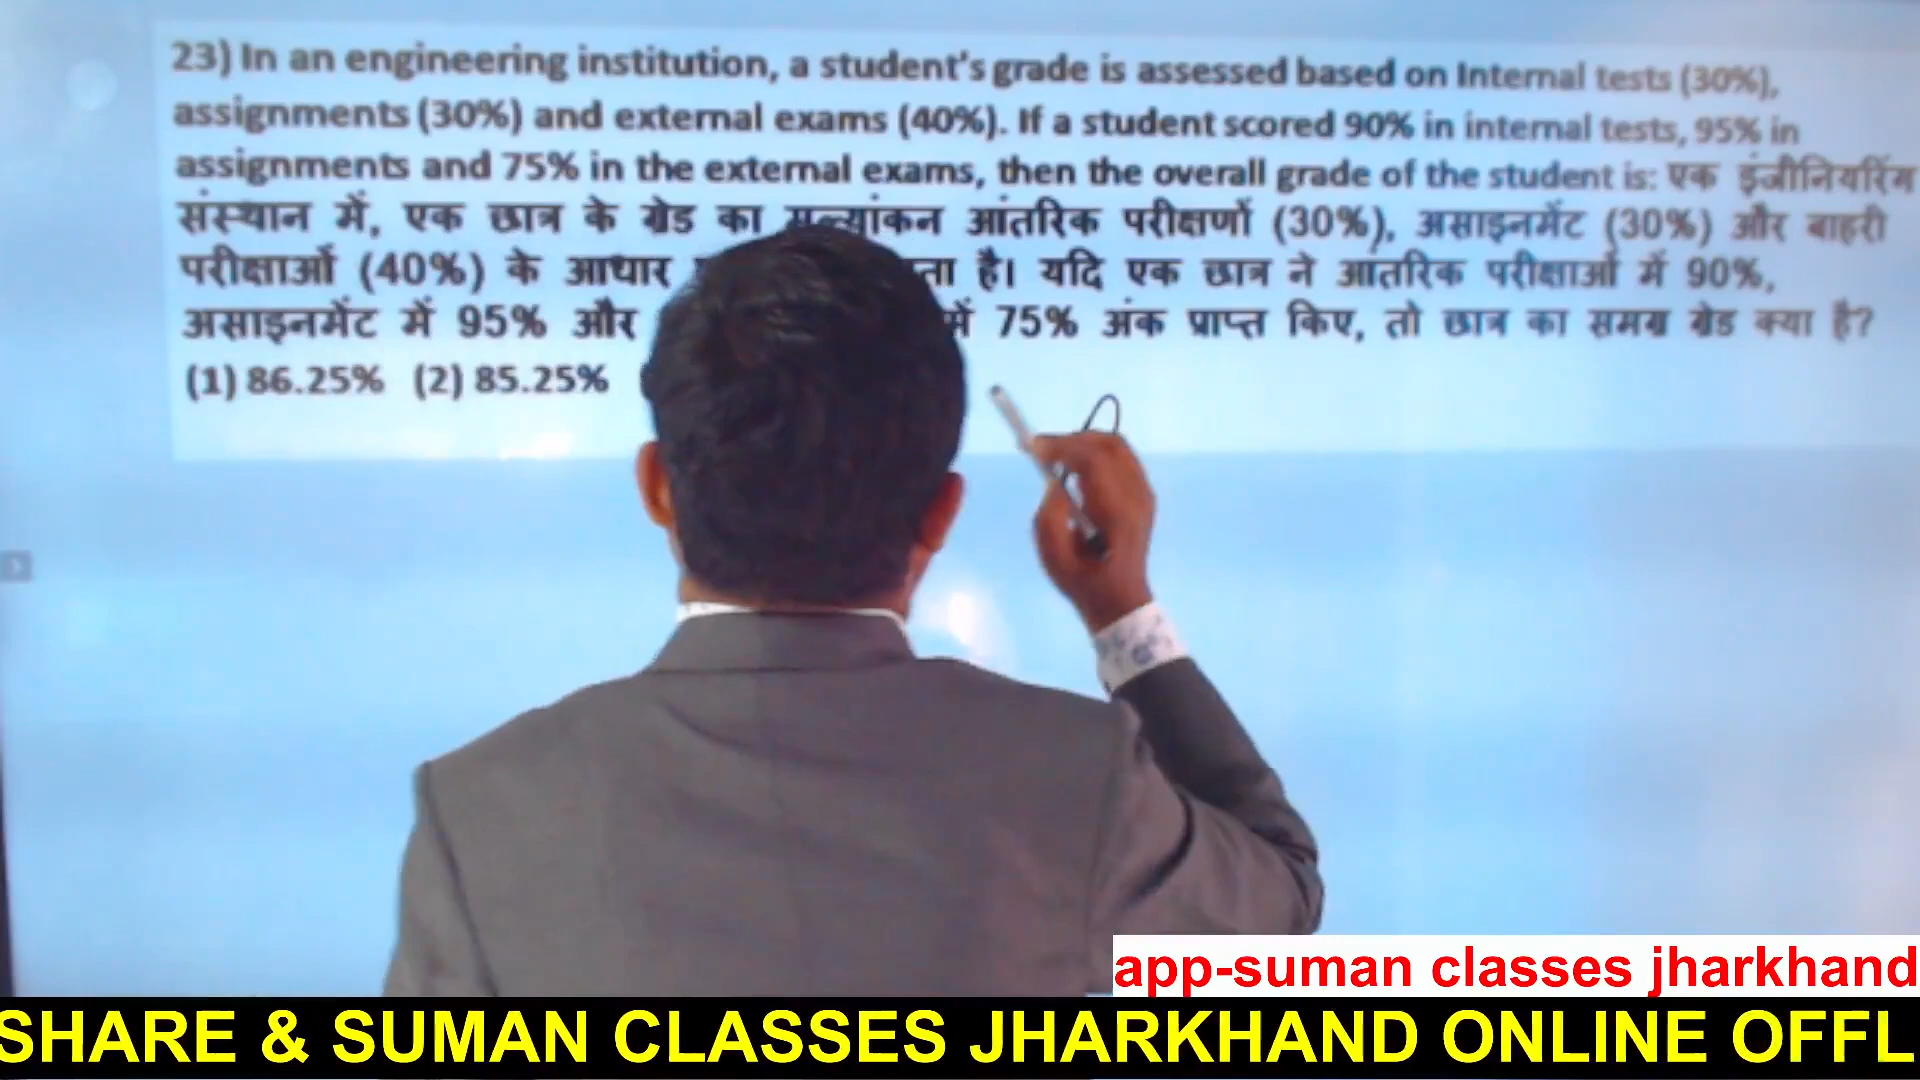 23) In an engineering institution, a student's grade is assessed based on Internal tests (30%),
assignments (30%) and external exams (40%). If a student scored 90% in internal tests, 95% in
assignments and 75% in the external exams, then the overall grade of the student is: एक इंजीनियरिंग
संस्थान में, एक छात्र के ग्रेड का मूल्यांकन आंतरिक परीक्षणों (30%), असाइनमेंट (30%) और बाहरी
परीक्षाओं (40%) के आधार है। यदि एक छात्र ने आंतरिक परीक्षाओं में 90%,
असाइनमेंट में 95% और में 75% अंक प्राप्त किए, तो छात्र का समग्र ग्रेड क्या है?
(1) 86.25% (2) 85.25%
app-suman classes jharkhand
SHARE & SUMAN CLASSES JHARKHAND ONLINE OFFL